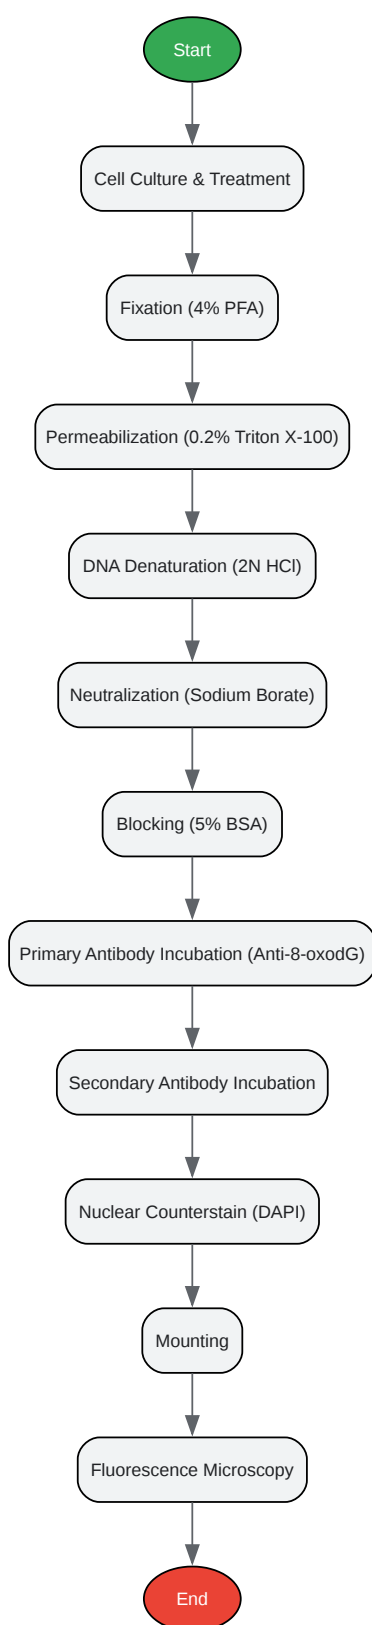 Start
Cell Culture & Treatment
Fixation (4% PFA)
Permeabilization (0.2% Triton X-100)
DNA Denaturation (2N HCl)
Neutralization (Sodium Borate)
Blocking (5% BSA)
Primary Antibody Incubation (Anti-8-oxodG)
Secondary Antibody Incubation
Nuclear Counterstain (DAPI)
Mounting
Fluorescence Microscopy
End